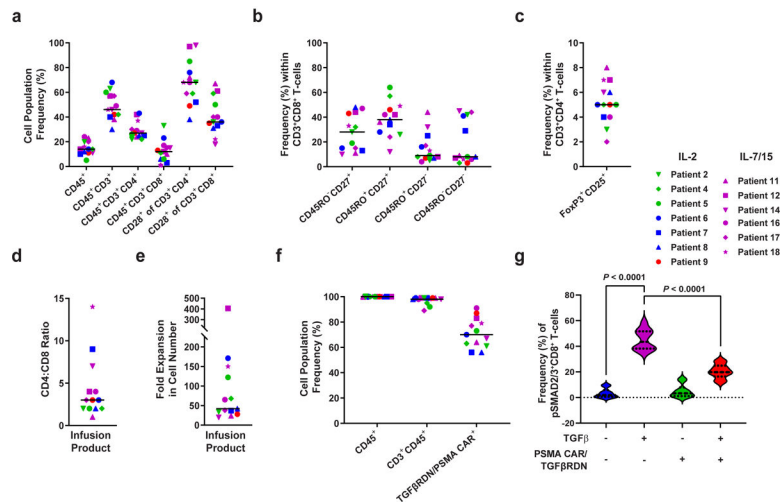 a
Cell Population
Frequency (%)
100
80
60
40
20
0
CD45+
CD45+CD3+
CD45+CD3+CD4+
CD45+CD3+CD8+
CD28+ of CD3+CD4+
CD28+ of CD3+CD8+
b
Frequency (%) within
CD3+CD8+ T-cells
100
80
60
40
20
0
CD45RO-CD27+
CD45RO+CD27+
CD45RO+CD27-
CD45RO-CD27-
c
Frequency (%) within
CD3+CD4+ T-cells
10
8
6
4
2
0
FoxP3+CD25+
IL-2
Patient 2
Patient 4
Patient 5
Patient 6
Patient 7
Patient 8
Patient 9
IL-7/15
Patient 11
Patient 12
Patient 14
Patient 16
Patient 17
Patient 18
d
CD4:CD8 Ratio
15
10
5
0
Infusion
Product
e
Fold Expansion
in Cell Number
500
400
300
200
150
100
50
0
Infusion
Product
f
Cell Population
Frequency (%)
100
80
60
40
20
0
CD45+
CD3+CD45+
TGFβRDN/PSMA CAR+
g
Frequency (%) of
pSMAD2/3+CD8+ T-cells
80
60
40
20
0
-20
P < 0.0001
P < 0.0001
TGFβ - + - +
PSMA CAR/
TGFβRDN - - + +